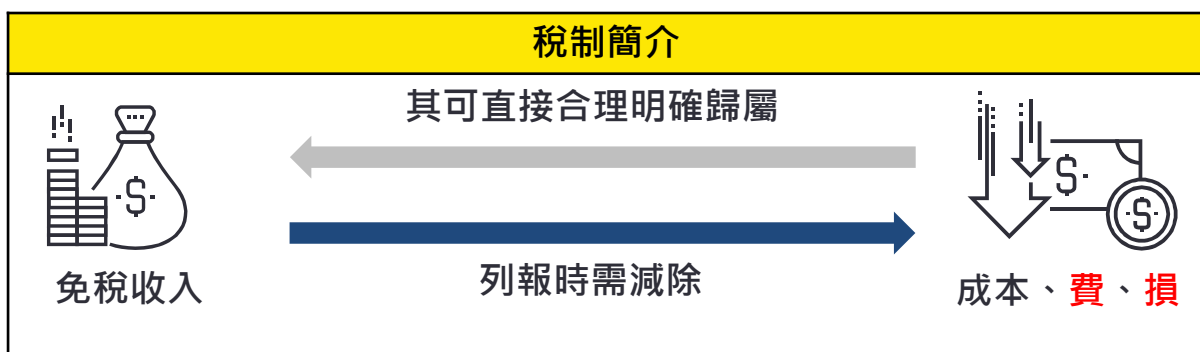 稅制簡介
其可直接合理明確歸屬
列報時需減除
免稅收入
成本、費、損